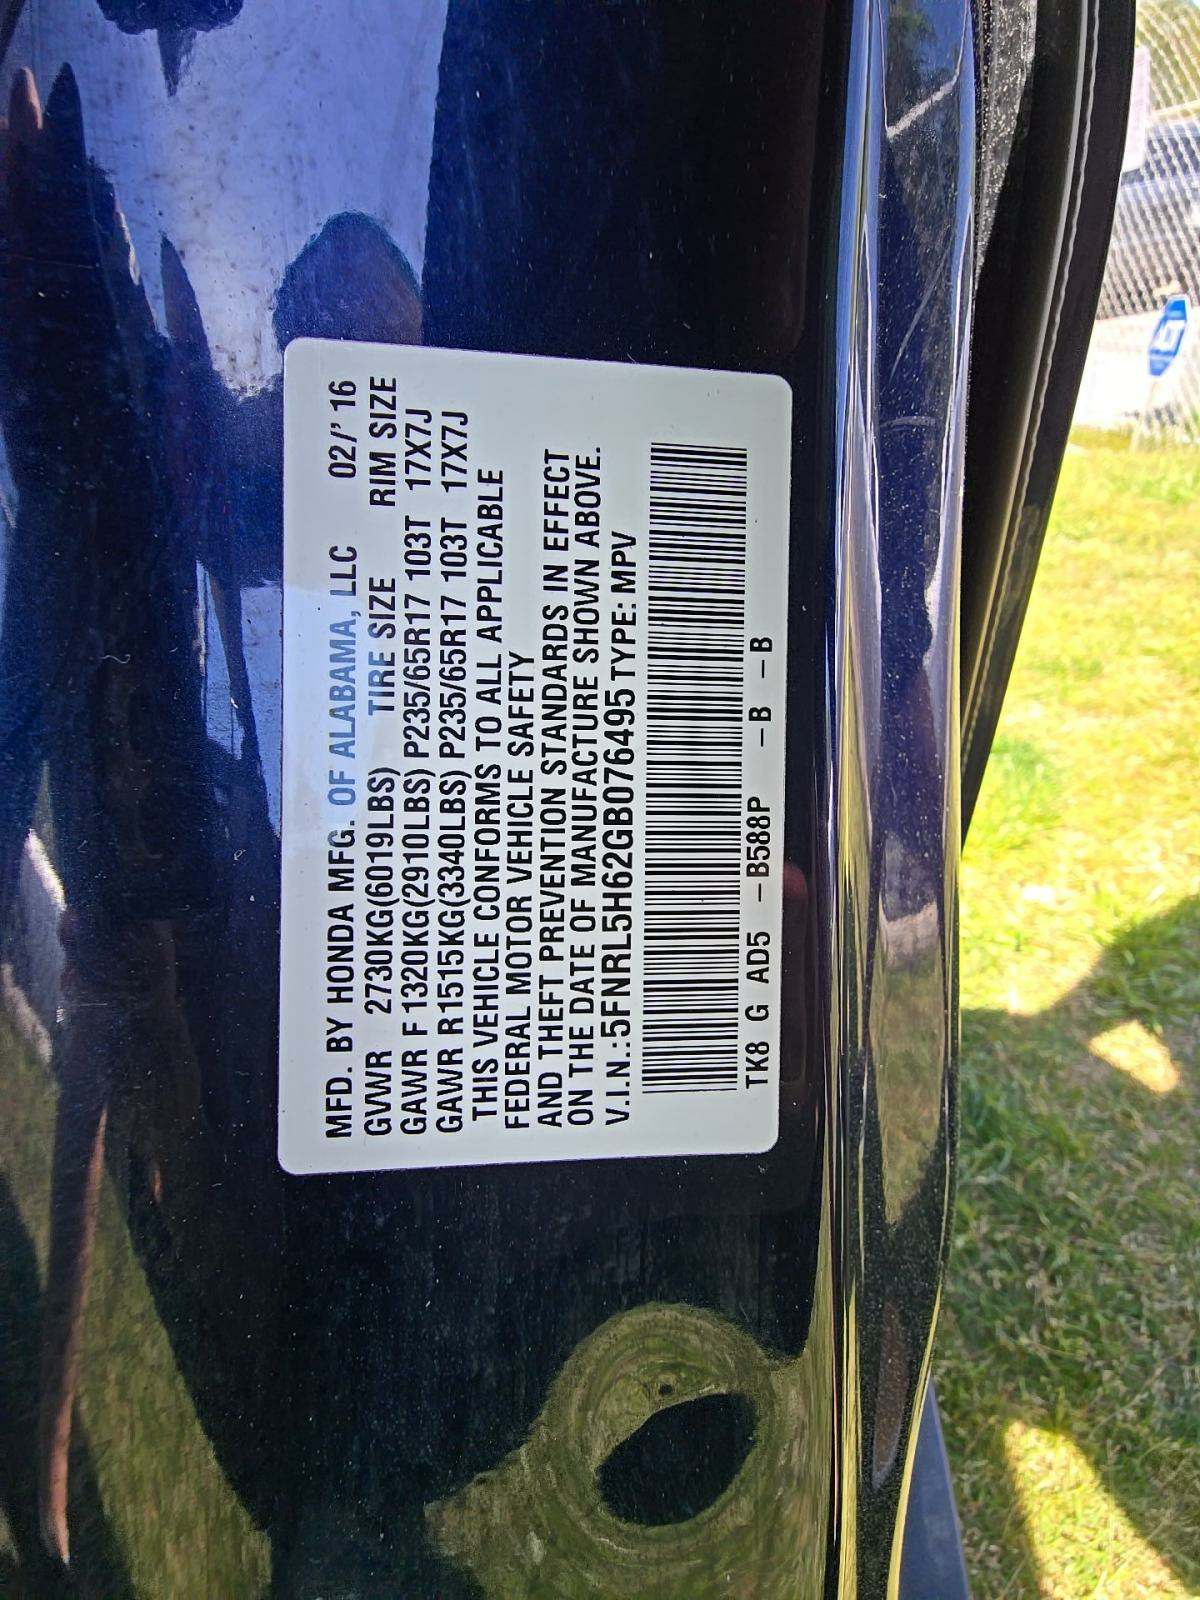 MFD. BY HONDA MFG. OF ALABAMA, LLC 02/' 16
GVWR 2730KG(6019LBS) TIRE SIZE RIM SIZE
GAWR F 1320KG(2910LBS) P235/65R17 103T 17X7J
GAWR R1515KG(3340LBS) P235/65R17 103T 17X7J
THIS VEHICLE CONFORMS TO ALL APPLICABLE
FEDERAL MOTOR VEHICLE SAFETY
AND THEFT PREVENTION STANDARDS IN EFFECT
ON THE DATE OF MANUFACTURE SHOWN ABOVE.
V.I.N.:5FNRL5H62GB076495 TYPE: MPV
TK8 G AD5 -B588P -B -B
ADT